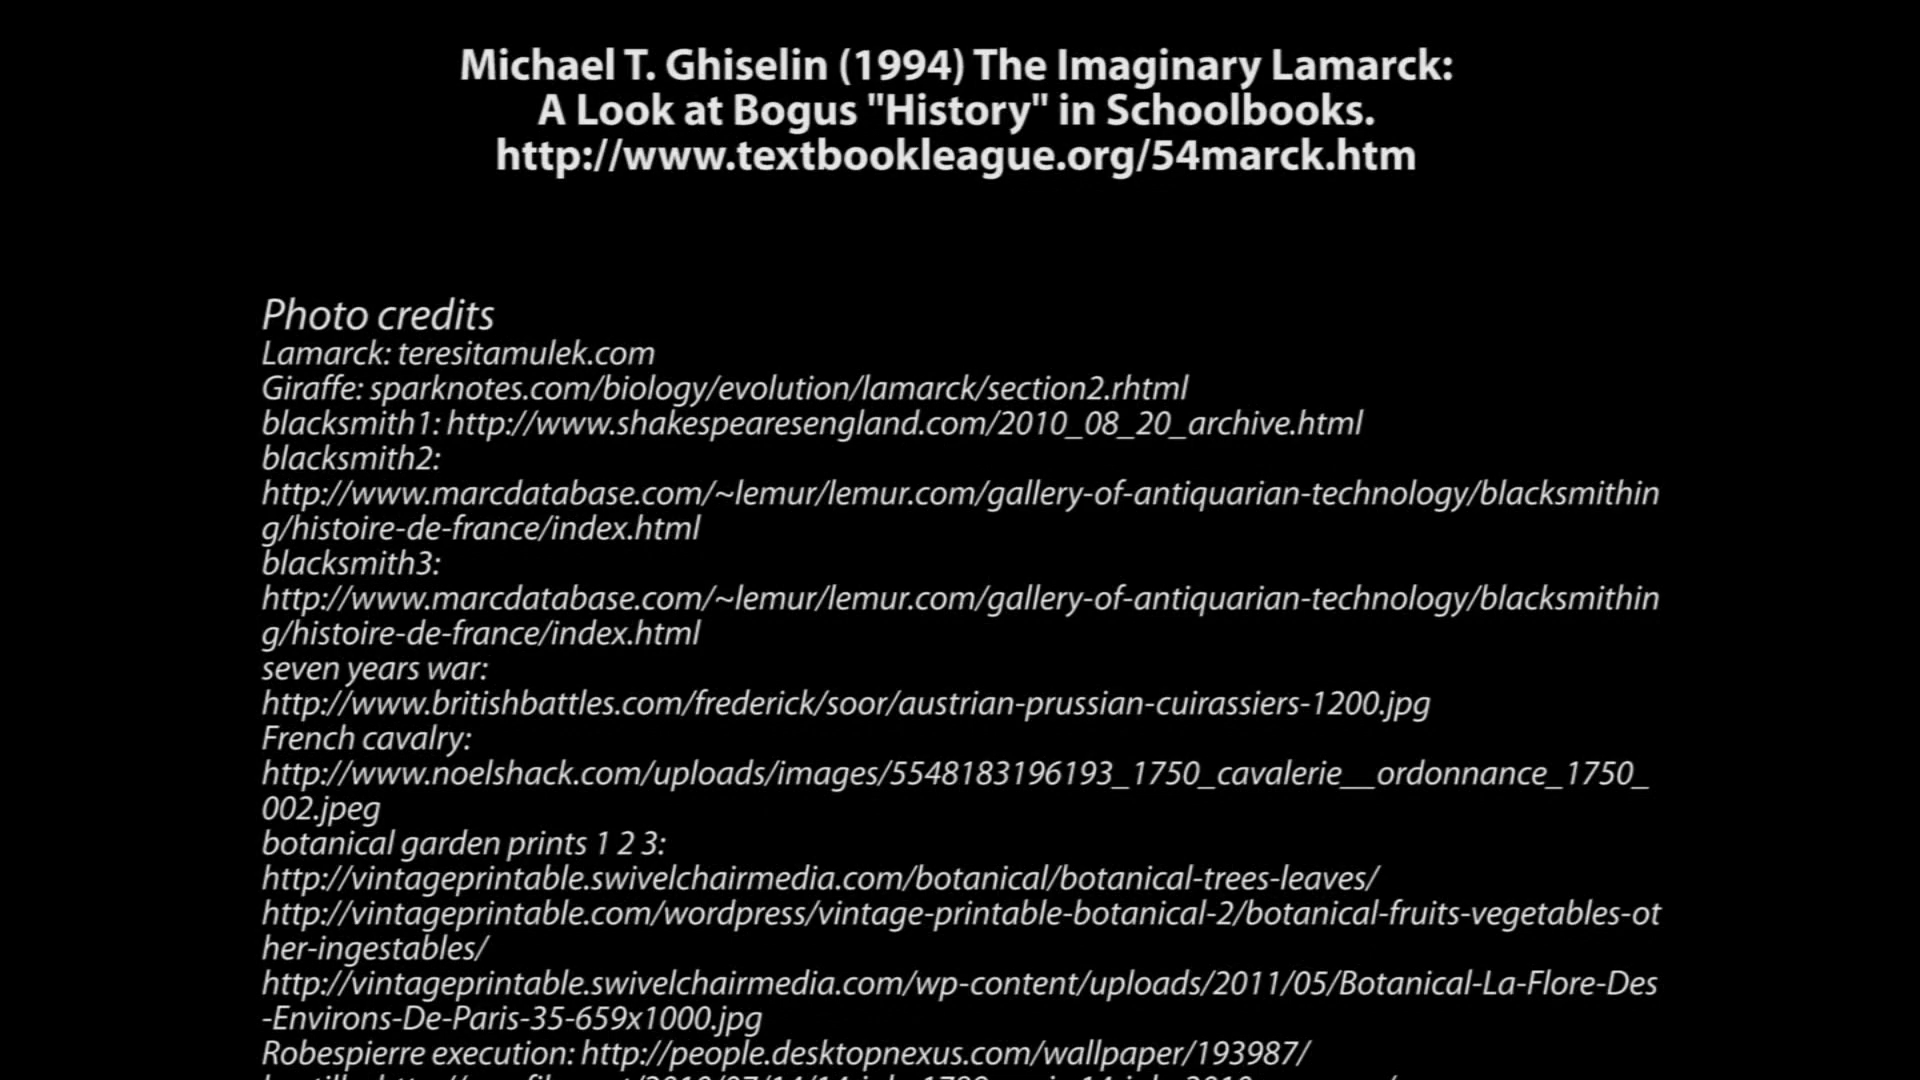 Michael T. Ghiselin (1994) The Imaginary Lamarck:
A Look at Bogus "History" in Schoolbooks.
http://www.textbookleague.org/54marck.htm
Photo credits
Lamarck: teresitamulek.com
Giraffe: sparknotes.com/biology/evolution/lamarck/section2.rhtml
blacksmith1: http://www.shakespearesengland.com/2010_08_20_archive.html
blacksmith2:
http://www.marcdatabase.com/~lemur/lemur.com/gallery-of-antiquarian-technology/blacksmithin
g/histoire-de-france/index.html
blacksmith3:
http://www.marcdatabase.com/~lemur/lemur.com/gallery-of-antiquarian-technology/blacksmithin
g/histoire-de-france/index.html
seven years war:
http://www.britishbattles.com/frederick/soor/austrian-prussian-cuirassiers-1200.jpg
French cavalry:
http://www.noelshack.com/uploads/images/5548183196193_1750_cavalerie__ordonnance_1750_
002.jpeg
botanical garden prints 1 2 3:
http://vintageprintable.swivelchairmedia.com/botanical/botanical-trees-leaves/
http://vintageprintable.com/wordpress/vintage-printable-botanical-2/botanical-fruits-vegetables-ot
her-ingestables/
http://vintageprintable.swivelchairmedia.com/wp-content/uploads/2011/05/Botanical-La-Flore-Des
-Environs-De-Paris-35-659x1000.jpg
Robespierre execution: http://people.desktopnexus.com/wallpaper/193987/